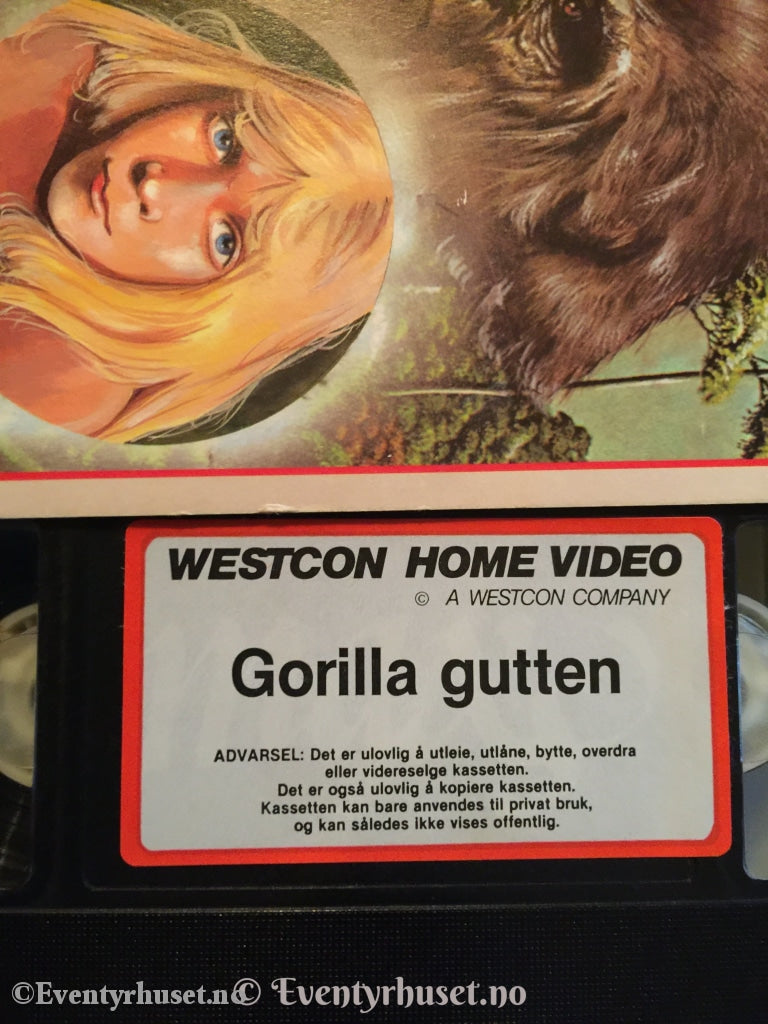 WESTCON HOME VIDEO
© A WESTCON COMPANY
Gorilla gutten
ADVARSEL: Det er ulovlig å utleie, utlåne, bytte, overdra
eller videreselge kassetten.
Det er også ulovlig å kopiere kassetten.
Kassetten kan bare anvendes til privat bruk,
og kan således ikke vises offentlig.
©Eventyrhuset.no
© Eventyrhuset.no